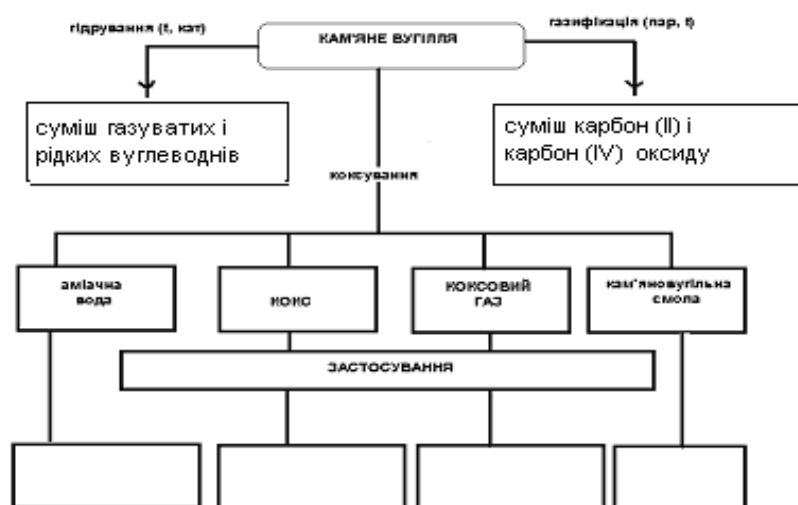 гідрування (t, кат)
КАМ'ЯНЕ ВУГІЛЛЯ
газифікація (пар, t)
суміш газуватих і
рідких вуглеводнів
суміш карбон (ІІ) і
карбон (IV) оксиду
коксування
аміачна
вода
КОКС
КОКСОВИЙ
ГАЗ
кам'яновугільна
смола
ЗАСТОСУВАННЯ